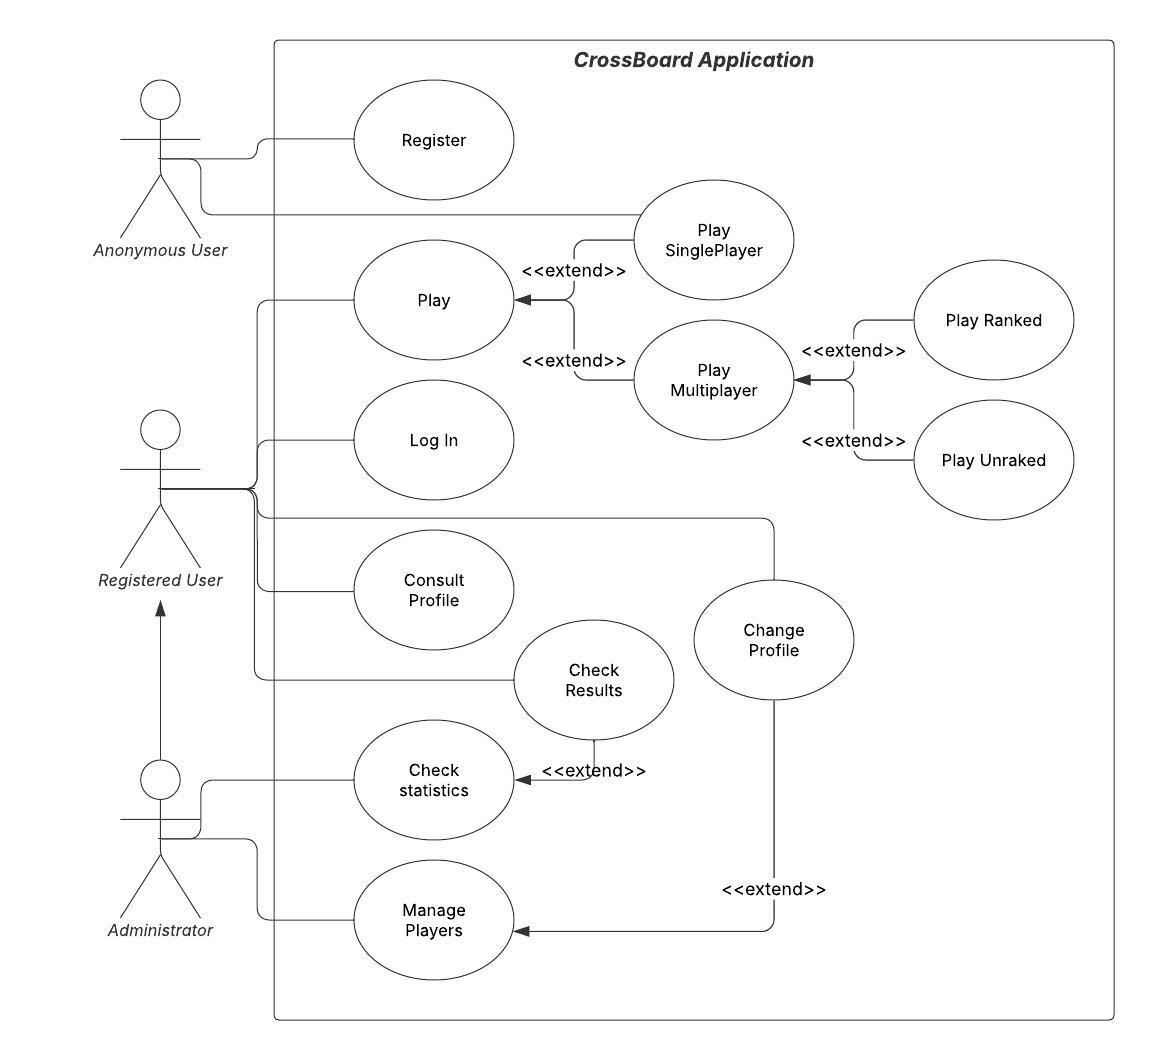 CrossBoard Application
Register
Anonymous User
Play
SinglePlayer
<<extend>>
Play
Play Ranked
<<extend>>
<<extend>>
Play
Multiplayer
Log In
<<extend>>
Play Unraked
Registered User
Consult
Profile
Change
Profile
Check
Results
Check
statistics
<<extend>>
Manage
Players
<<extend>>
Administrator